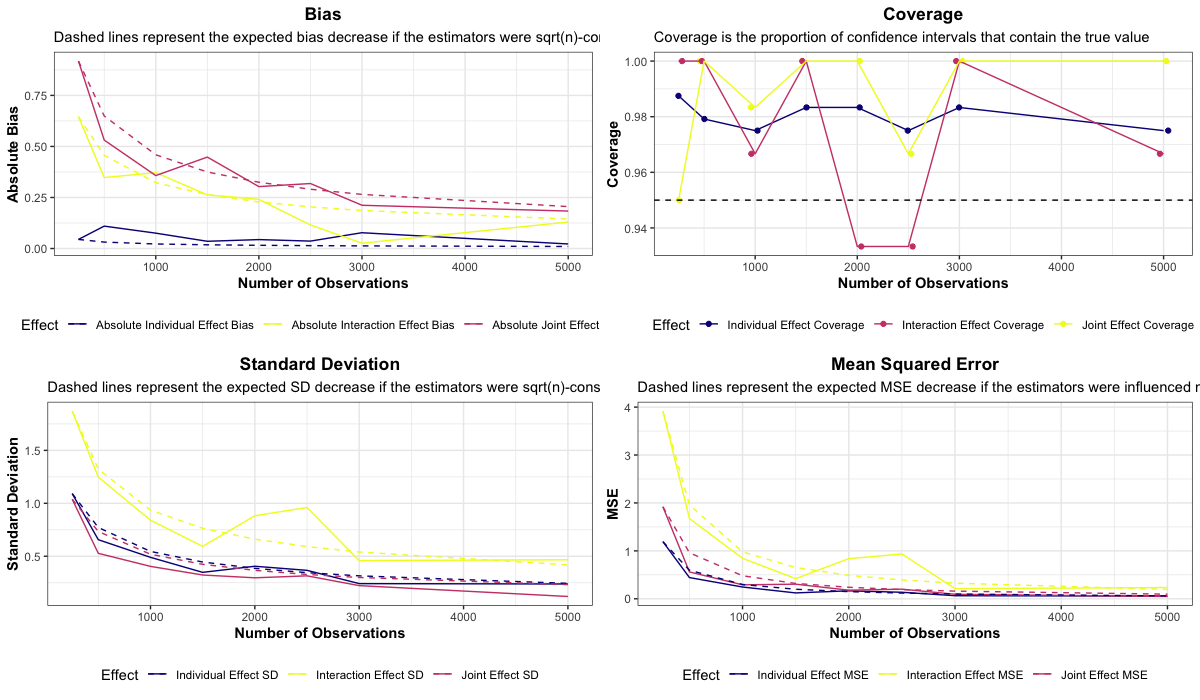 Bias
Dashed lines represent the expected bias decrease if the estimators were sqrt(n)-co
Absolute Bias
0.75
0.50
0.25
0.00
1000 2000 3000 4000 5000
Number of Observations
Effect Absolute Individual Effect Bias Absolute Interaction Effect Bias Absolute Joint Effect
Coverage
Coverage is the proportion of confidence intervals that contain the true value
Coverage
1.00
0.98
0.96
0.94
1000 2000 3000 4000 5000
Number of Observations
Effect Individual Effect Coverage Interaction Effect Coverage Joint Effect Coverage
Standard Deviation
Dashed lines represent the expected SD decrease if the estimators were sqrt(n)-cons
Standard Deviation
1.5
1.0
0.5
1000 2000 3000 4000 5000
Number of Observations
Effect Individual Effect SD Interaction Effect SD Joint Effect SD
Mean Squared Error
Dashed lines represent the expected MSE decrease if the estimators were influenced
MSE
4
3
2
1
0
1000 2000 3000 4000 5000
Number of Observations
Effect Individual Effect MSE Interaction Effect MSE Joint Effect MSE